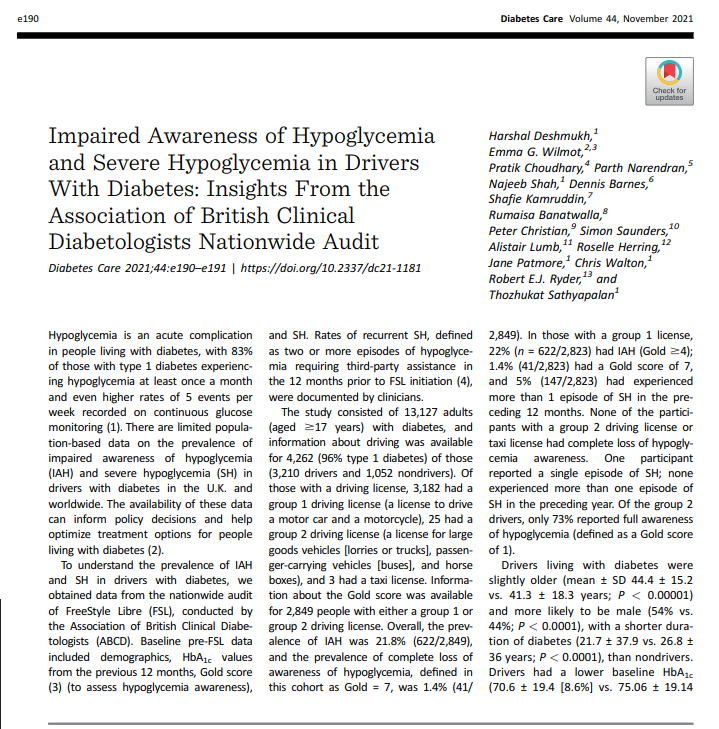 e190
Diabetes Care Volume 44, November 2021
Check for
updates
Impaired Awareness of Hypoglycemia
and Severe Hypoglycemia in Drivers
With Diabetes: Insights From the
Association of British Clinical
Diabetologists Nationwide Audit
Diabetes Care 2021;44:e190–e191 | https://doi.org/10.2337/dc21-1181
Harshal Deshmukh,1
Emma G. Wilmot,2,3
Pratik Choudhary,4 Parth Narendran,5
Najeeb Shah,1 Dennis Barnes,6
Shafie Kamruddin,7
Rumaisa Banatwalla,8
Peter Christian,9 Simon Saunders,10
Alistair Lumb,11 Roselle Herring,12
Jane Patmore,1 Chris Walton,1
Robert E.J. Ryder,13 and
Thozhukat Sathyapalan1
Hypoglycemia is an acute complication
in people living with diabetes, with 83%
of those with type 1 diabetes experienc-
ing hypoglycemia at least once a month
and even higher rates of 5 events per
week recorded on continuous glucose
monitoring (1). There are limited popula-
tion-based data on the prevalence of
impaired awareness of hypoglycemia
(IAH) and severe hypoglycemia (SH) in
drivers with diabetes in the U.K. and
worldwide. The availability of these data
can inform policy decisions and help
optimize treatment options for people
living with diabetes (2).
To understand the prevalence of IAH
and SH in drivers with diabetes, we
obtained data from the nationwide audit
of FreeStyle Libre (FSL), conducted by
the Association of British Clinical Diabe-
tologists (ABCD). Baseline pre-FSL data
included demographics, HbA1c values
from the previous 12 months, Gold score
(3) (to assess hypoglycemia awareness),
and SH. Rates of recurrent SH, defined
as two or more episodes of hypoglyce-
mia requiring third-party assistance in
the 12 months prior to FSL initiation (4),
were documented by clinicians.
The study consisted of 13,127 adults
(aged ≥17 years) with diabetes, and
information about driving was available
for 4,262 (96% type 1 diabetes) of those
(3,210 drivers and 1,052 nondrivers). Of
those with a driving license, 3,182 had a
group 1 driving license (a license to drive
a motor car and a motorcycle), 25 had a
group 2 driving license (a license for large
goods vehicles [lorries or trucks], passen-
ger-carrying vehicles [buses], and horse
boxes), and 3 had a taxi license. Informa-
tion about the Gold score was available
for 2,849 people with either a group 1 or
group 2 driving license. Overall, the prev-
alence of IAH was 21.8% (622/2,849),
and the prevalence of complete loss of
awareness of hypoglycemia, defined in
this cohort as Gold = 7, was 1.4% (41/
2,849). In those with a group 1 license,
22% (n = 622/2,823) had IAH (Gold ≥4);
1.4% (41/2,823) had a Gold score of 7,
and 5% (147/2,823) had experienced
more than 1 episode of SH in the pre-
ceding 12 months. None of the partici-
pants with a group 2 driving license or
taxi license had complete loss of hypogly-
cemia awareness. One participant
reported a single episode of SH; none
experienced more than one episode of
SH in the preceding year. Of the group 2
drivers, only 73% reported full awareness
of hypoglycemia (defined as a Gold score
of 1).
Drivers living with diabetes were
slightly older (mean ± SD 44.4 ± 15.2
vs. 41.3 ± 18.3 years; P < 0.00001)
and more likely to be male (54% vs.
44%; P < 0.0001), with a shorter dura-
tion of diabetes (21.7 ± 37.9 vs. 26.8 ±
36 years; P < 0.0001), than nondrivers.
Drivers had a lower baseline HbA1c
(70.6 ± 19.4 [8.6%] vs. 75.06 ± 19.14